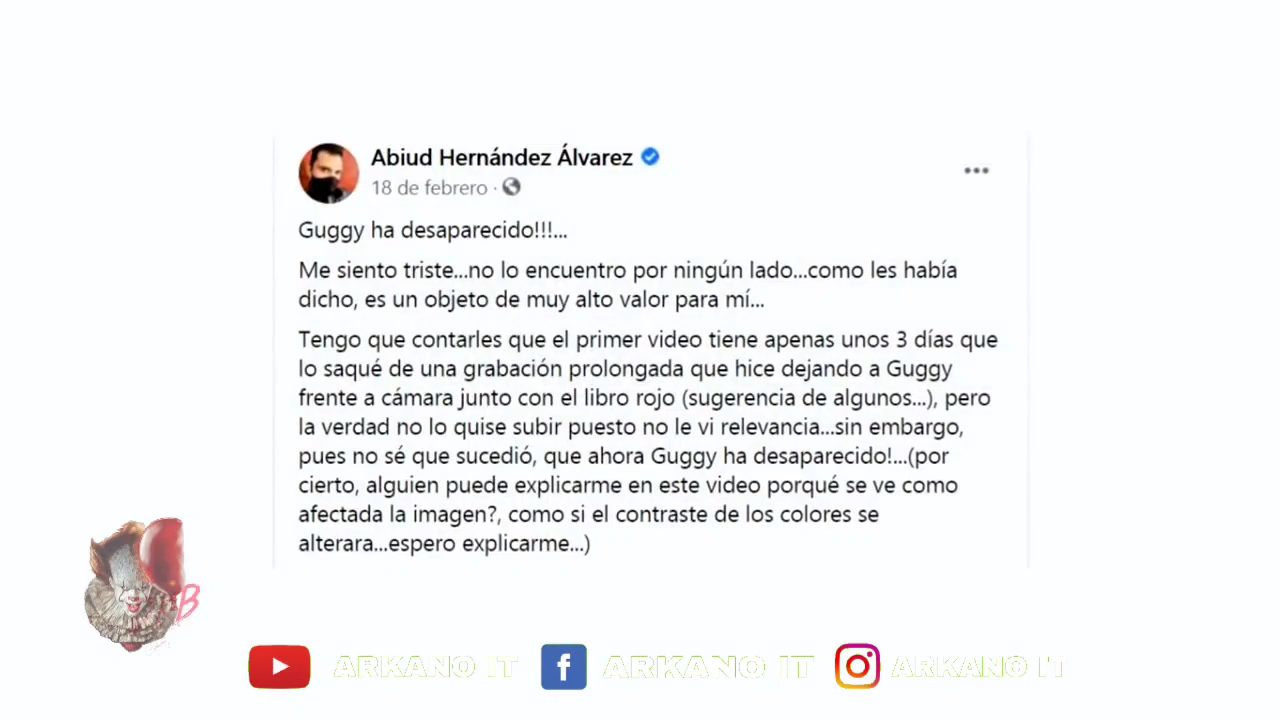 Abiud Hernández Álvarez
18 de febrero ·
Guggy ha desaparecido!!!...
Me siento triste...no lo encuentro por ningún lado...como les había
dicho, es un objeto de muy alto valor para mí...
Tengo que contarles que el primer video tiene apenas unos 3 días que
lo saqué de una grabación prolongada que hice dejando a Guggy
frente a cámara junto con el libro rojo (sugerencia de algunos...), pero
la verdad no lo quise subir puesto no le vi relevancia...sin embargo,
pues no sé que sucedió, que ahora Guggy ha desaparecido!...(por
cierto, alguien puede explicarme en este video porqué se ve como
afectada la imagen?, como si el contraste de los colores se
alterara...espero explicarme...)
B
ARKANO IT ARKANO IT ARKANO IT